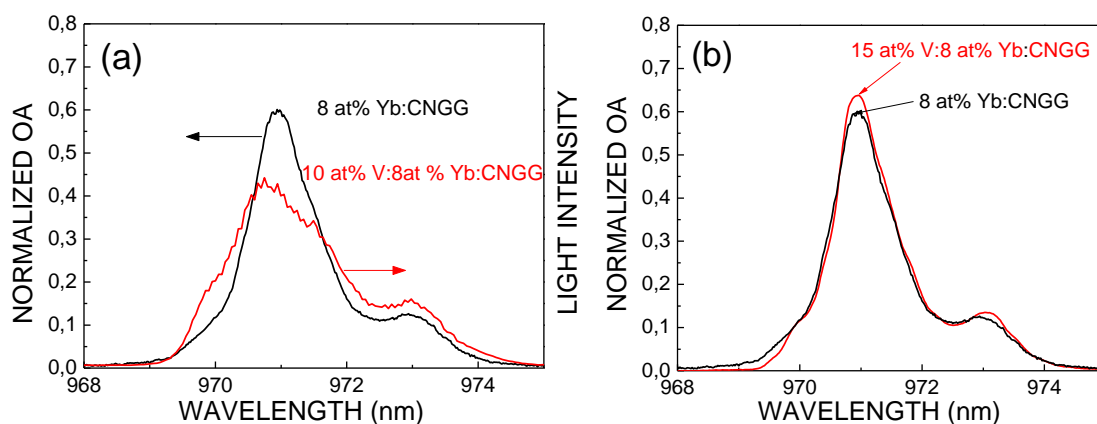 (a)
8 at% Yb:CNGG
10 at% V:8at % Yb:CNGG
NORMALIZED OA
LIGHT INTENSITY
0,8
0,7
0,6
0,5
0,4
0,3
0,2
0,1
0,0
968
970
972
974
WAVELENGTH (nm)
(b)
15 at% V:8 at% Yb:CNGG
8 at% Yb:CNGG
NORMALIZED OA
0,8
0,7
0,6
0,5
0,4
0,3
0,2
0,1
0,0
968
970
972
974
WAVELENGTH (nm)